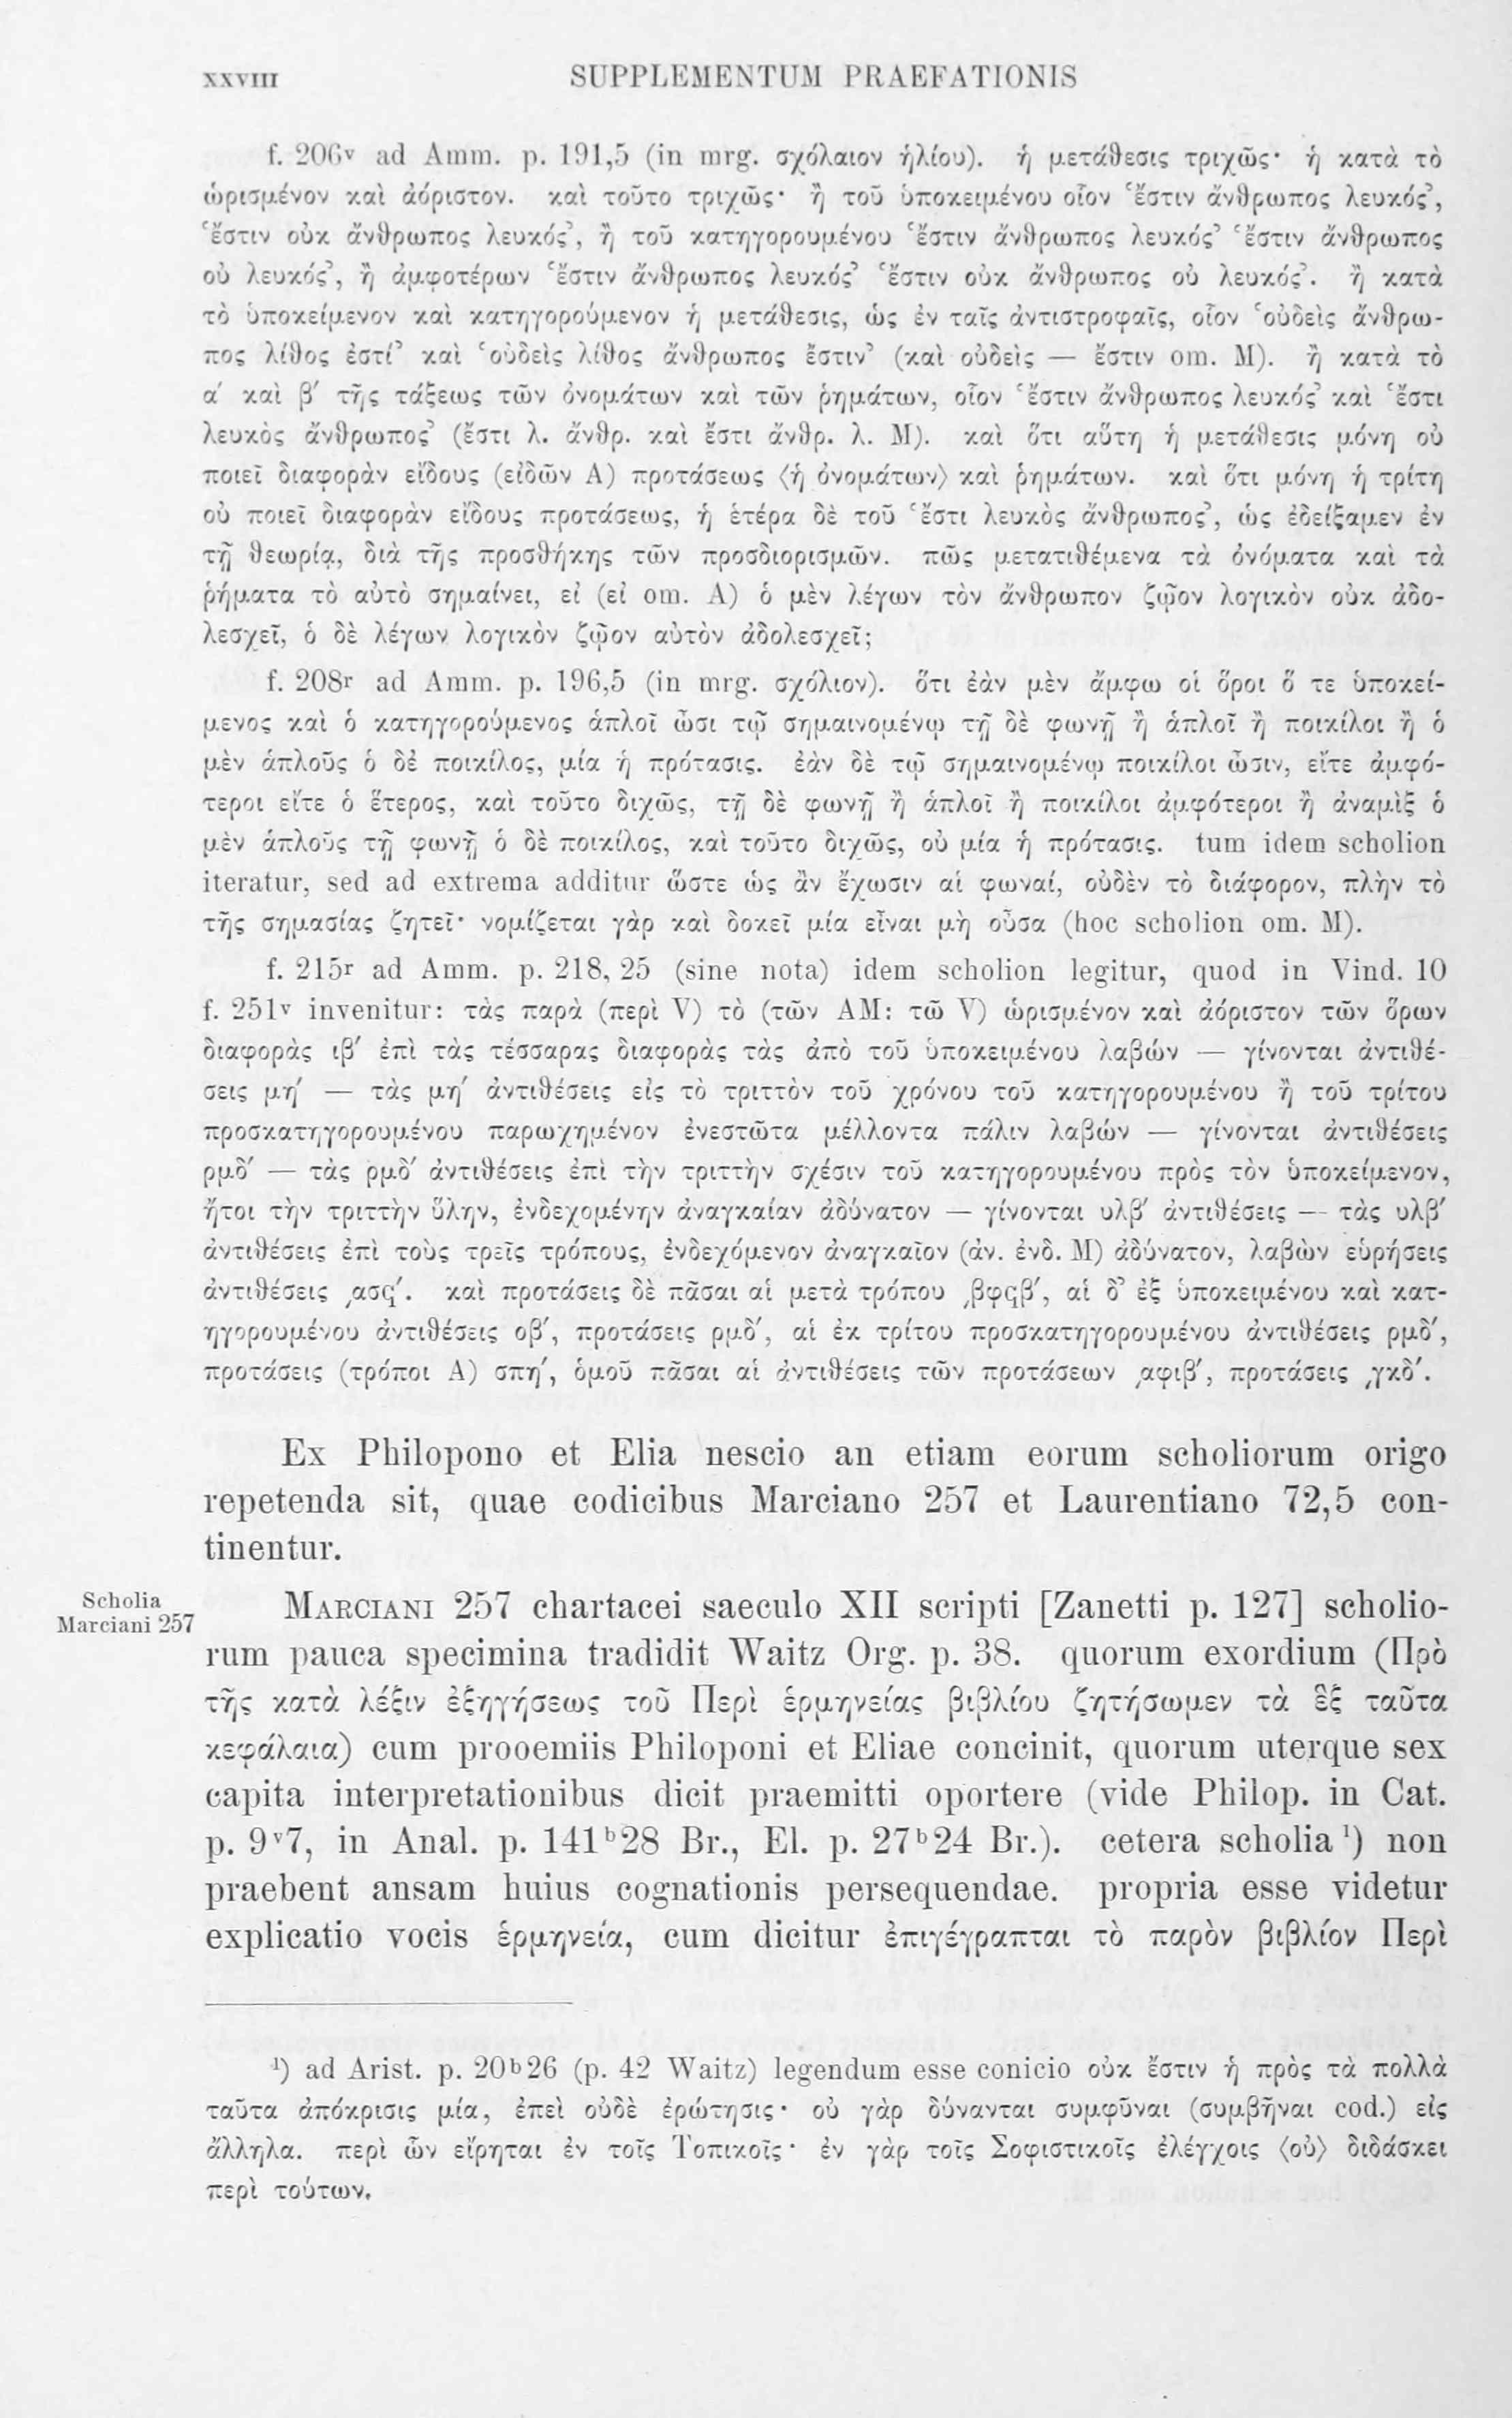 xxviii SUPPLEMENTUM PRAEFATIONIS
f. 206v ad Amm. p. 191,5 (in mrg. σχόλαιον ἡλίου). ἡ μετάθεσις τριχῶς· ἡ κατὰ τὸ
ὡρισμένον καὶ ἀόριστον. καὶ τοῦτο τριχῶς· ἢ τοῦ ὑποκειμένου οἷον ‘ἔστιν ἄνθρωπος λευκός’,
‘ἔστιν οὐκ ἄνθρωπος λευκός’, ἢ τοῦ κατηγορουμένου ‘ἔστιν ἄνθρωπος λευκός’ ‘ἔστιν ἄνθρωπος
οὐ λευκός’, ἢ ἀμφοτέρων ‘ἔστιν ἄνθρωπος λευκός’ ‘ἔστιν οὐκ ἄνθρωπος οὐ λευκός’. ἢ κατὰ
τὸ ὑποκείμενον καὶ κατηγορούμενον ἡ μετάθεσις, ὡς ἐν ταῖς ἀντιστροφαῖς, οἷον ‘οὐδεὶς ἄνθρω-
πος λίθος ἐστί’ καὶ ‘οὐδεὶς λίθος ἄνθρωπος ἔστιν’ (καὶ οὐδεὶς — ἔστιν om. M). ἢ κατὰ τὸ
α´ καὶ β´ τῆς τάξεως τῶν ὀνομάτων καὶ τῶν ῥημάτων, οἷον ‘ἔστιν ἄνθρωπος λευκός’ καὶ ‘ἔστι
λευκὸς ἄνθρωπος’ (ἔστι λ. ἄνθρ. καὶ ἔστι ἄνθρ. λ. M). καὶ ὅτι αὕτη ἡ μετάθεσις μόνη οὐ
ποιεῖ διαφορὰν εἴδους (εἰδῶν A) προτάσεως ⟨ἡ ὀνομάτων⟩ καὶ ῥημάτων. καὶ ὅτι μόνη ἡ τρίτη
οὐ ποιεῖ διαφορὰν εἴδους προτάσεως, ἡ ἑτέρα δὲ τοῦ ‘ἔστι λευκὸς ἄνθρωπος’, ὡς ἐδείξαμεν ἐν
τῇ θεωρίᾳ, διὰ τῆς προσθήκης τῶν προσδιορισμῶν. πῶς μετατιθέμενα τὰ ὀνόματα καὶ τὰ
ῥήματα τὸ αὐτὸ σημαίνει, εἰ (εἰ om. A) ὁ μὲν λέγων τὸν ἄνθρωπον ζῷον λογικὸν οὐκ ἀδο-
λεσχεῖ, ὁ δὲ λέγων λογικὸν ζῷον αὐτὸν ἀδολεσχεῖ;
f. 208r ad Amm. p. 196,5 (in mrg. σχόλιον). ὅτι ἐὰν μὲν ἄμφω οἱ ὅροι ὅ τε ὑποκεί-
μενος καὶ ὁ κατηγορούμενος ἁπλοῖ ὦσι τῷ σημαινομένῳ τῇ δὲ φωνῇ ἢ ἁπλοῖ ἢ ποικίλοι ἢ ὁ
μὲν ἁπλοῦς ὁ δὲ ποικίλος, μία ἡ πρότασις. ἐὰν δὲ τῷ σημαινομένῳ ποικίλοι ὦσιν, εἴτε ἀμφό-
τεροι εἴτε ὁ ἕτερος, καὶ τοῦτο διχῶς, τῇ δὲ φωνῇ ἢ ἁπλοῖ ἢ ποικίλοι ἀμφότεροι ἢ ἀναμὶξ ὁ
μὲν ἁπλοῦς τῇ φωνῇ ὁ δὲ ποικίλος, καὶ τοῦτο διχῶς, οὐ μία ἡ πρότασις. tum idem scholion
iteratur, sed ad extrema additur ὥστε ὡς ἂν ἔχωσιν αἱ φωναί, οὐδὲν τὸ διάφορον, πλὴν τὸ
τῆς σημασίας ζητεῖ· νομίζεται γὰρ καὶ δοκεῖ μία εἶναι μὴ οὖσα (hoc scholion om. M).
f. 215r ad Amm. p. 218, 25 (sine nota) idem scholion legitur, quod in Vind. 10
f. 251v invenitur: τὰς παρὰ (περὶ V) τὸ (τῶν AM: τῶ V) ὡρισμένον καὶ ἀόριστον τῶν ὅρων
διαφορὰς ιβ´ ἐπὶ τὰς τέσσαρας διαφορὰς τὰς ἀπὸ τοῦ ὑποκειμένου λαβών — γίνονται ἀντιθέ-
σεις μη´ — τὰς μη´ ἀντιθέσεις εἰς τὸ τριττὸν τοῦ χρόνου τοῦ κατηγορουμένου ἢ τοῦ τρίτου
προσκατηγορουμένου παρωχημένον ἐνεστῶτα μέλλοντα πάλιν λαβών — γίνονται ἀντιθέσεις
ρμδ´ — τὰς ρμδ´ ἀντιθέσεις ἐπὶ τὴν τριττὴν σχέσιν τοῦ κατηγορουμένου πρὸς τὸν ὑποκείμενον,
ἤτοι τὴν τριττὴν ὕλην, ἐνδεχομένην ἀναγκαίαν ἀδύνατον — γίνονται υλβ´ ἀντιθέσεις — τὰς υλβ´
ἀντιθέσεις ἐπὶ τοὺς τρεῖς τρόπους, ἐνδεχόμενον ἀναγκαῖον (ἀν. ἐνδ. M) ἀδύνατον, λαβὼν εὑρήσεις
ἀντιθέσεις ͵ασϟ´. καὶ προτάσεις δὲ πᾶσαι αἱ μετὰ τρόπου ͵βφϟβ´, αἱ δ’ ἐξ ὑποκειμένου καὶ κατ-
ηγορουμένου ἀντιθέσεις οβ´, προτάσεις ρμδ´, αἱ ἐκ τρίτου προσκατηγορουμένου ἀντιθέσεις ρμδ´,
προτάσεις (τρόποι A) σπη´, ὁμοῦ πᾶσαι αἱ ἀντιθέσεις τῶν προτάσεων ͵αφιβ´, προτάσεις ͵γκδ´.
Ex Philopono et Elia nescio an etiam eorum scholiorum origo
repetenda sit, quae codicibus Marciano 257 et Laurentiano 72,5 con-
tinentur.
Scholia
Marciani 257
MARCIANI 257 chartacei saeculo XII scripti [Zanetti p. 127] scholio-
rum pauca specimina tradidit Waitz Org. p. 38. quorum exordium (Πρὸ
τῆς κατὰ λέξιν ἐξηγήσεως τοῦ Περὶ ἑρμηνείας βιβλίου ζητήσωμεν τὰ ἓξ ταῦτα
κεφάλαια) cum prooemiis Philoponi et Eliae concinit, quorum uterque sex
capita interpretationibus dicit praemitti oportere (vide Philop. in Cat.
p. 9v7, in Anal. p. 141b28 Br., El. p. 27b24 Br.). cetera scholia ¹) non
praebent ansam huius cognationis persequendae. propria esse videtur
explicatio vocis ἑρμηνεία, cum dicitur ἐπιγέγραπται τὸ παρὸν βιβλίον Περὶ
¹) ad Arist. p. 20b26 (p. 42 Waitz) legendum esse conicio οὐκ ἔστιν ἡ πρὸς τὰ πολλὰ
ταῦτα ἀπόκρισις μία, ἐπεὶ οὐδὲ ἐρώτησις· οὐ γὰρ δύνανται συμφῦναι (συμβῆναι cod.) εἰς
ἄλληλα. περὶ ὧν εἴρηται ἐν τοῖς Τοπικοῖς· ἐν γὰρ τοῖς Σοφιστικοῖς ἐλέγχοις ⟨οὐ⟩ διδάσκει
περὶ τούτων.